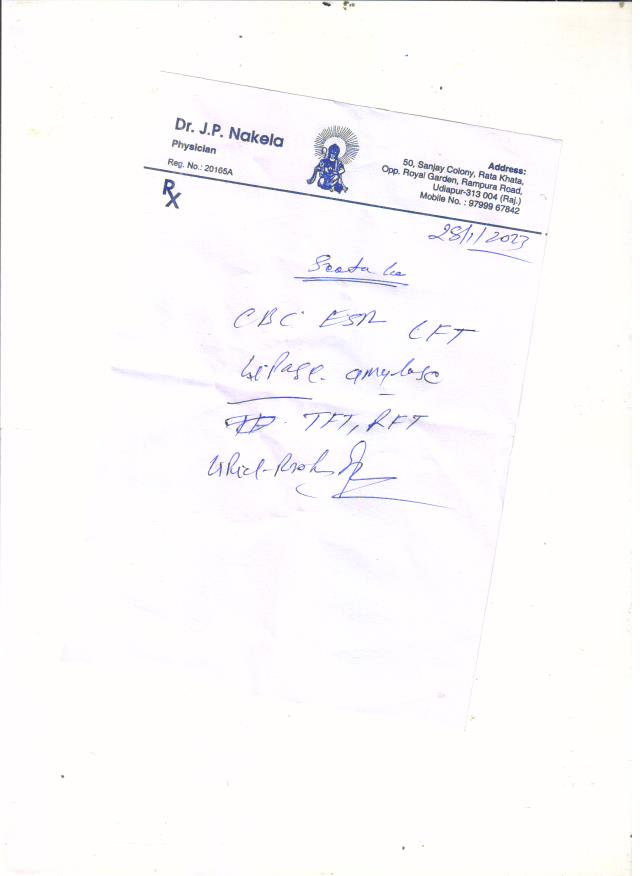 Dr. J.P. Nakela
Physician
Reg. No.: 20165A
Address:
50, Sanjay Colony, Rata Khata,
Opp. Royal Garden, Rampura Road,
Udiapur-313 004 (Raj.)
Mobile No. : 97999 67842
Rx
28/1/2023
CBC ESR LFT
Lipase. amylase
TFT, RFT